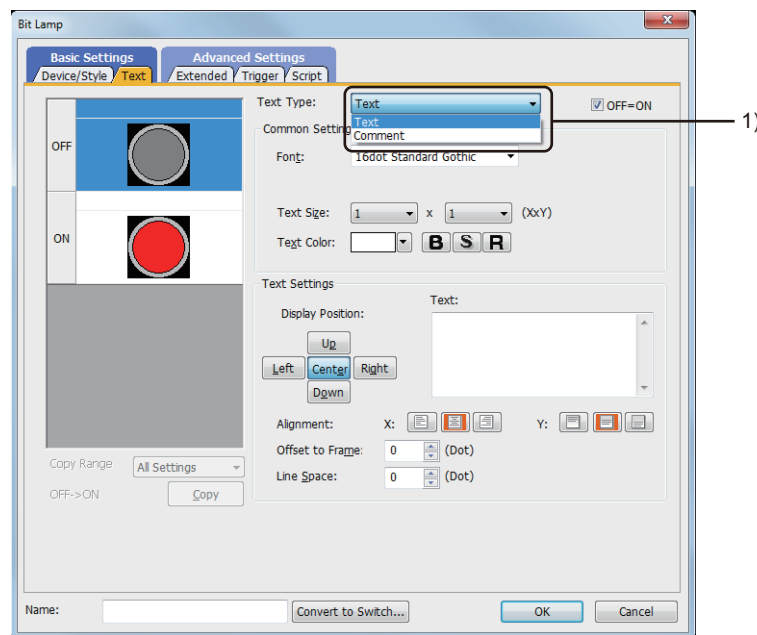 Bit Lamp
Basic Settings
Advanced Settings
Device/Style
Text
Extended
Trigger
Script
OFF
ON
Copy Range
All Settings
OFF->ON
Copy
Text Type:
Text
OFF=ON
Text
Comment
1)
Common Setting
Font:
16dot Standard Gothic
Text Size:
1
x
1
(XxY)
Text Color:
B
S
R
Text Settings
Display Position:
Text:
Up
Left
Center
Right
Down
Alignment:
X:
Y:
Offset to Frame:
0
(Dot)
Line Space:
0
(Dot)
Name:
Convert to Switch...
OK
Cancel